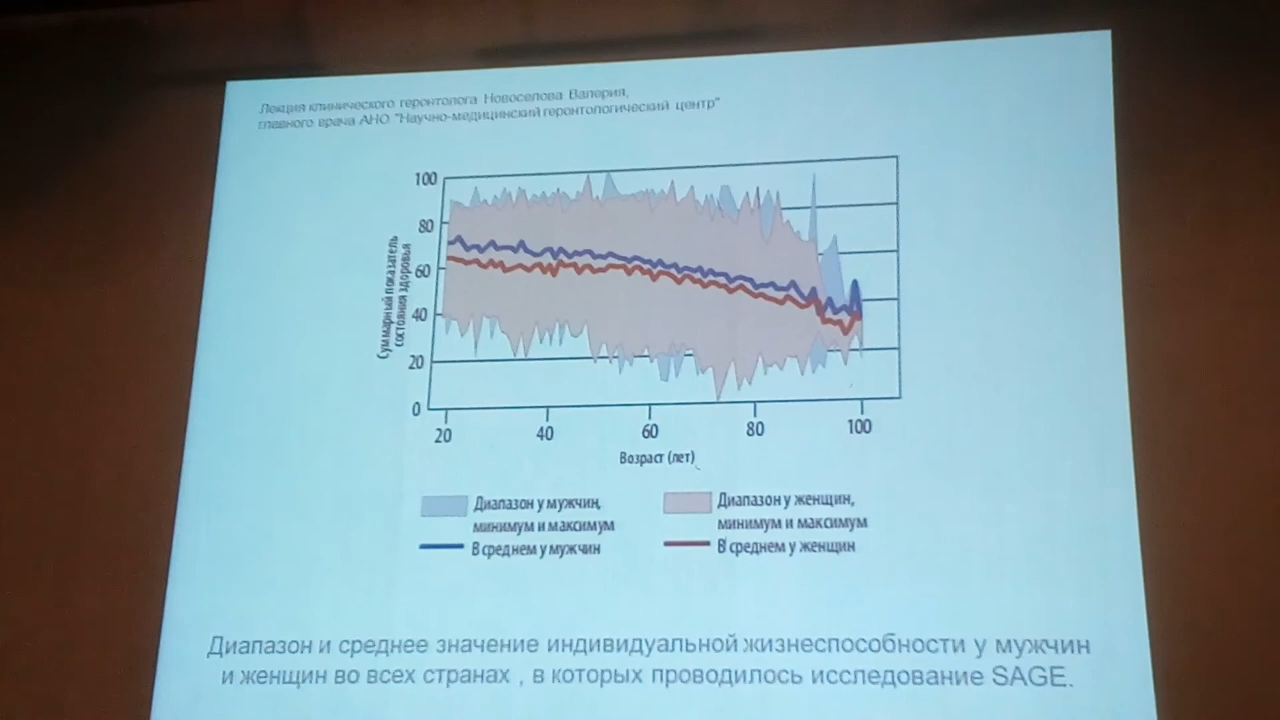 Лекция клинического геронтолога Новоселова Валерия,
главного врача АНО "Научно-медицинский геронтологический центр"
100
80
60
40
20
0
Суммарный показатель
состояния здоровья
20 40 60 80 100
Возраст (лет)
Диапазон у мужчин,
минимум и максимум
В среднем у мужчин
Диапазон у женщин,
минимум и максимум
В среднем у женщин
Диапазон и среднее значение индивидуальной жизнеспособности у мужчин
и женщин во всех странах , в которых проводилось исследование SAGE.